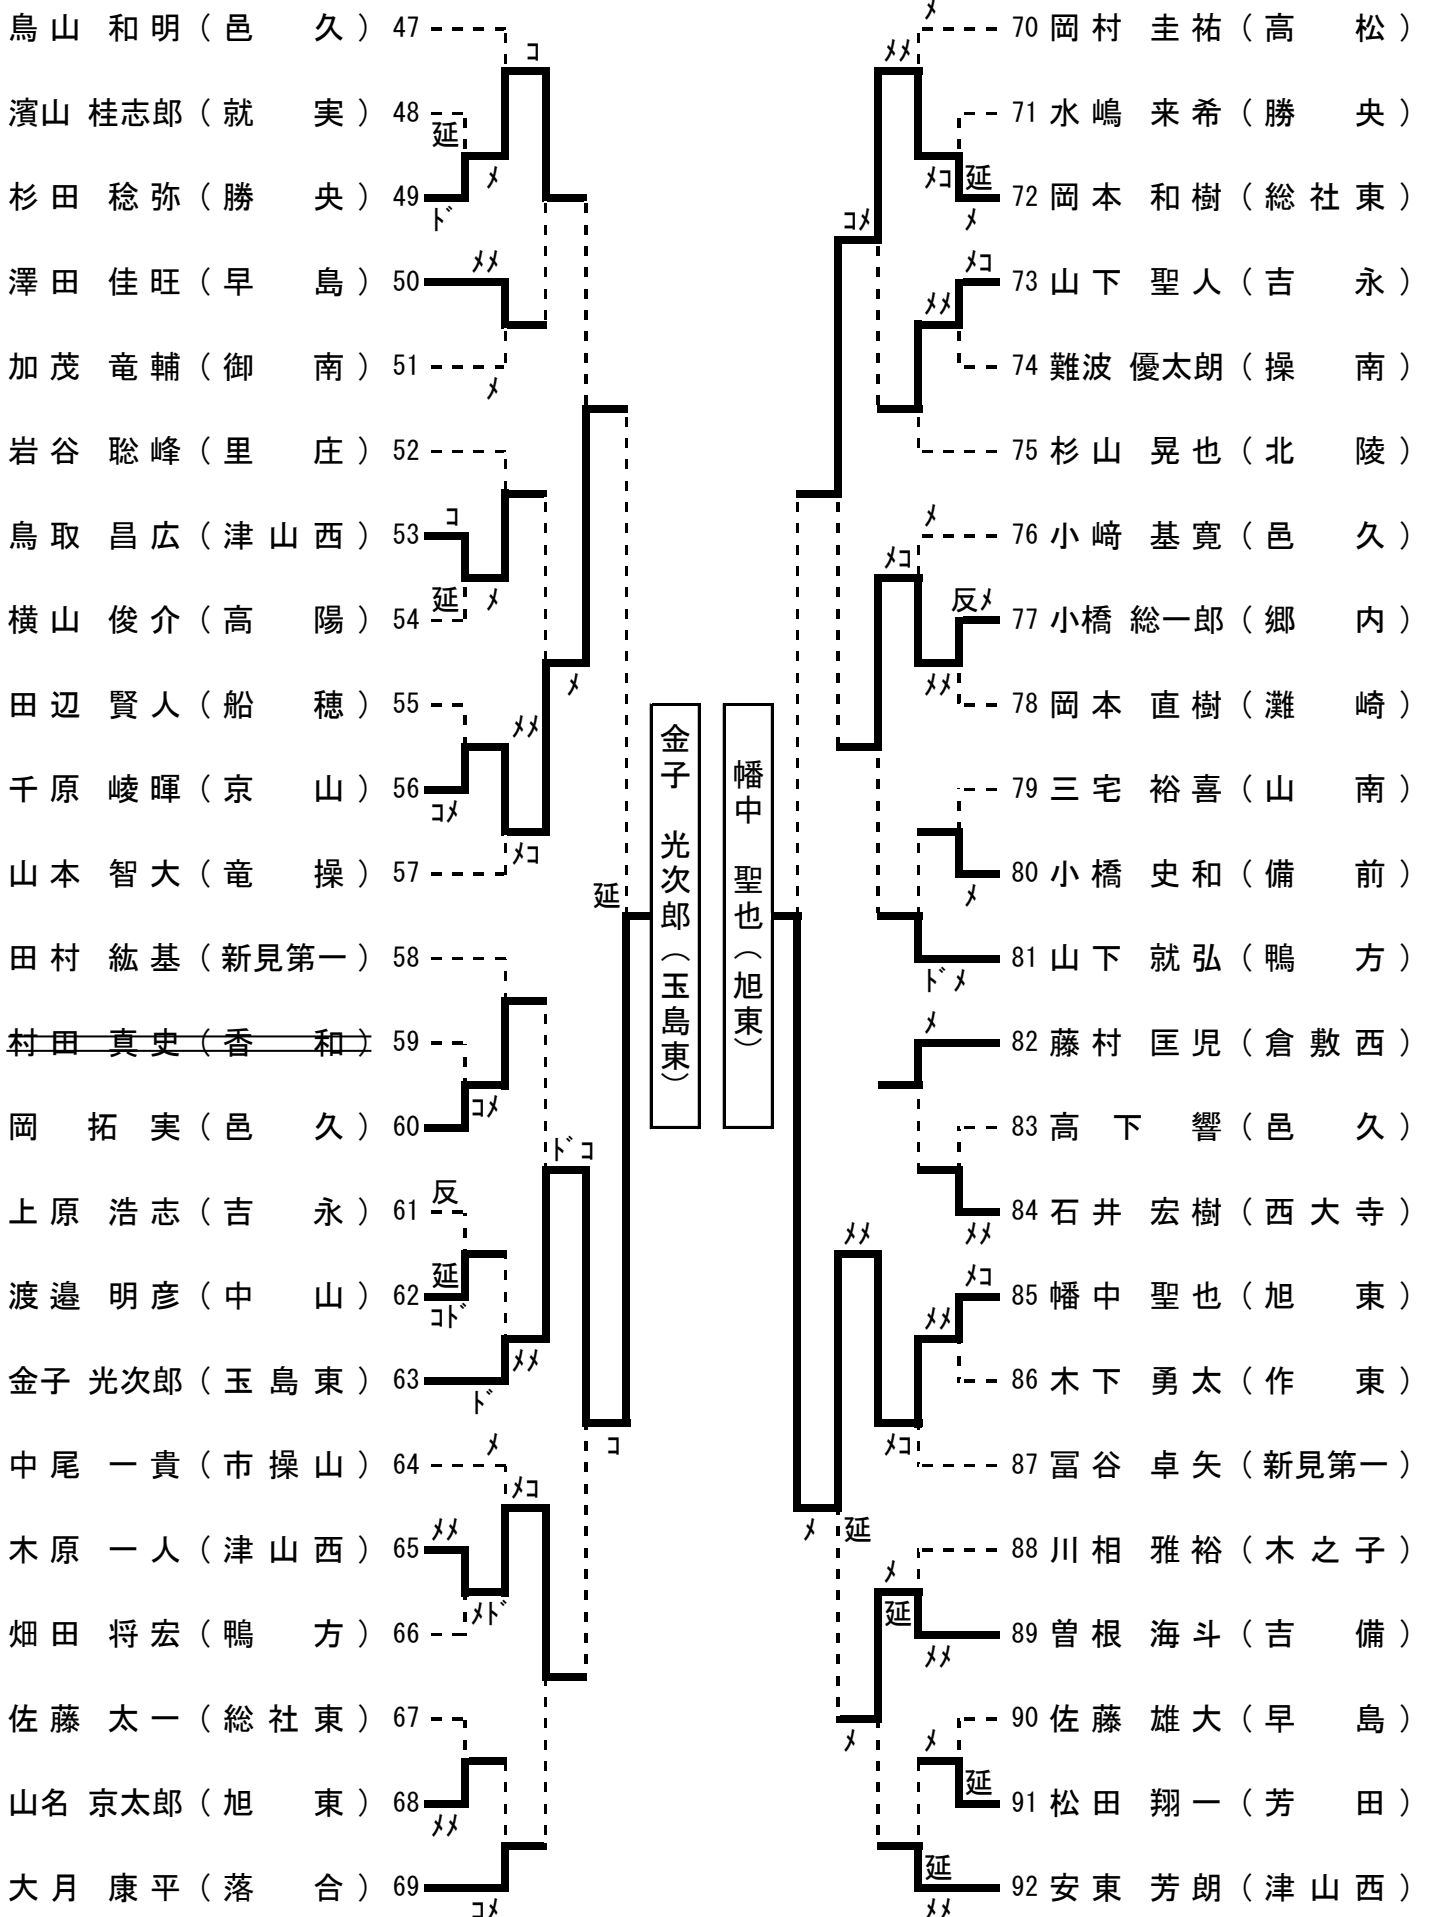 鳥山 和明（邑 久）47
濱山 桂志郎（就 実）48
杉田 稔弥（勝 央）49
澤田 佳旺（早 島）50
加茂 竜輔（御 南）51
岩谷 聡峰（里 庄）52
鳥取 昌広（津山西）53
横山 俊介（高 陽）54
田辺 賢人（船 穂）55
千原 崚暉（京 山）56
山本 智大（竜 操）57
田村 紘基（新見第一）58
村田 真史（香 和）59
岡 拓実（邑 久）60
上原 浩志（吉 永）61
渡邉 明彦（中 山）62
金子 光次郎（玉島東）63
中尾 一貴（市操山）64
木原 一人（津山西）65
畑田 将宏（鴨 方）66
佐藤 太一（総社東）67
山名 京太郎（旭 東）68
大月 康平（落 合）69
コ
延
メ
ド
メメ
メ
コ
延
メ
メ
メメ
コメ
メコ
延
コメ
ドコ
反
延
コド
メメ
ド
コ
メ
メコ
メメ
メド
メメ
コメ
金子 光次郎（玉島東）
幡中 聖也（旭東）
メ
メメ
メコ
延
メ
コメ
メコ
メメ
メ
メコ
反メ
メメ
メ
ドメ
メ
メメ
メメ
メコ
メメ
メコ
メ
延
メ
延
メメ
メ
メ
延
延
メメ
70 岡村 圭祐（高 松）
71 水嶋 来希（勝 央）
72 岡本 和樹（総社東）
73 山下 聖人（吉 永）
74 難波 優太朗（操 南）
75 杉山 晃也（北 陵）
76 小﨑 基寛（邑 久）
77 小橋 総一郎（郷 内）
78 岡本 直樹（灘 崎）
79 三宅 裕喜（山 南）
80 小橋 史和（備 前）
81 山下 就弘（鴨 方）
82 藤村 匡児（倉敷西）
83 高下 響（邑 久）
84 石井 宏樹（西大寺）
85 幡中 聖也（旭 東）
86 木下 勇太（作 東）
87 冨谷 卓矢（新見第一）
88 川相 雅裕（木之子）
89 曽根 海斗（吉 備）
90 佐藤 雄大（早 島）
91 松田 翔一（芳 田）
92 安東 芳朗（津山西）